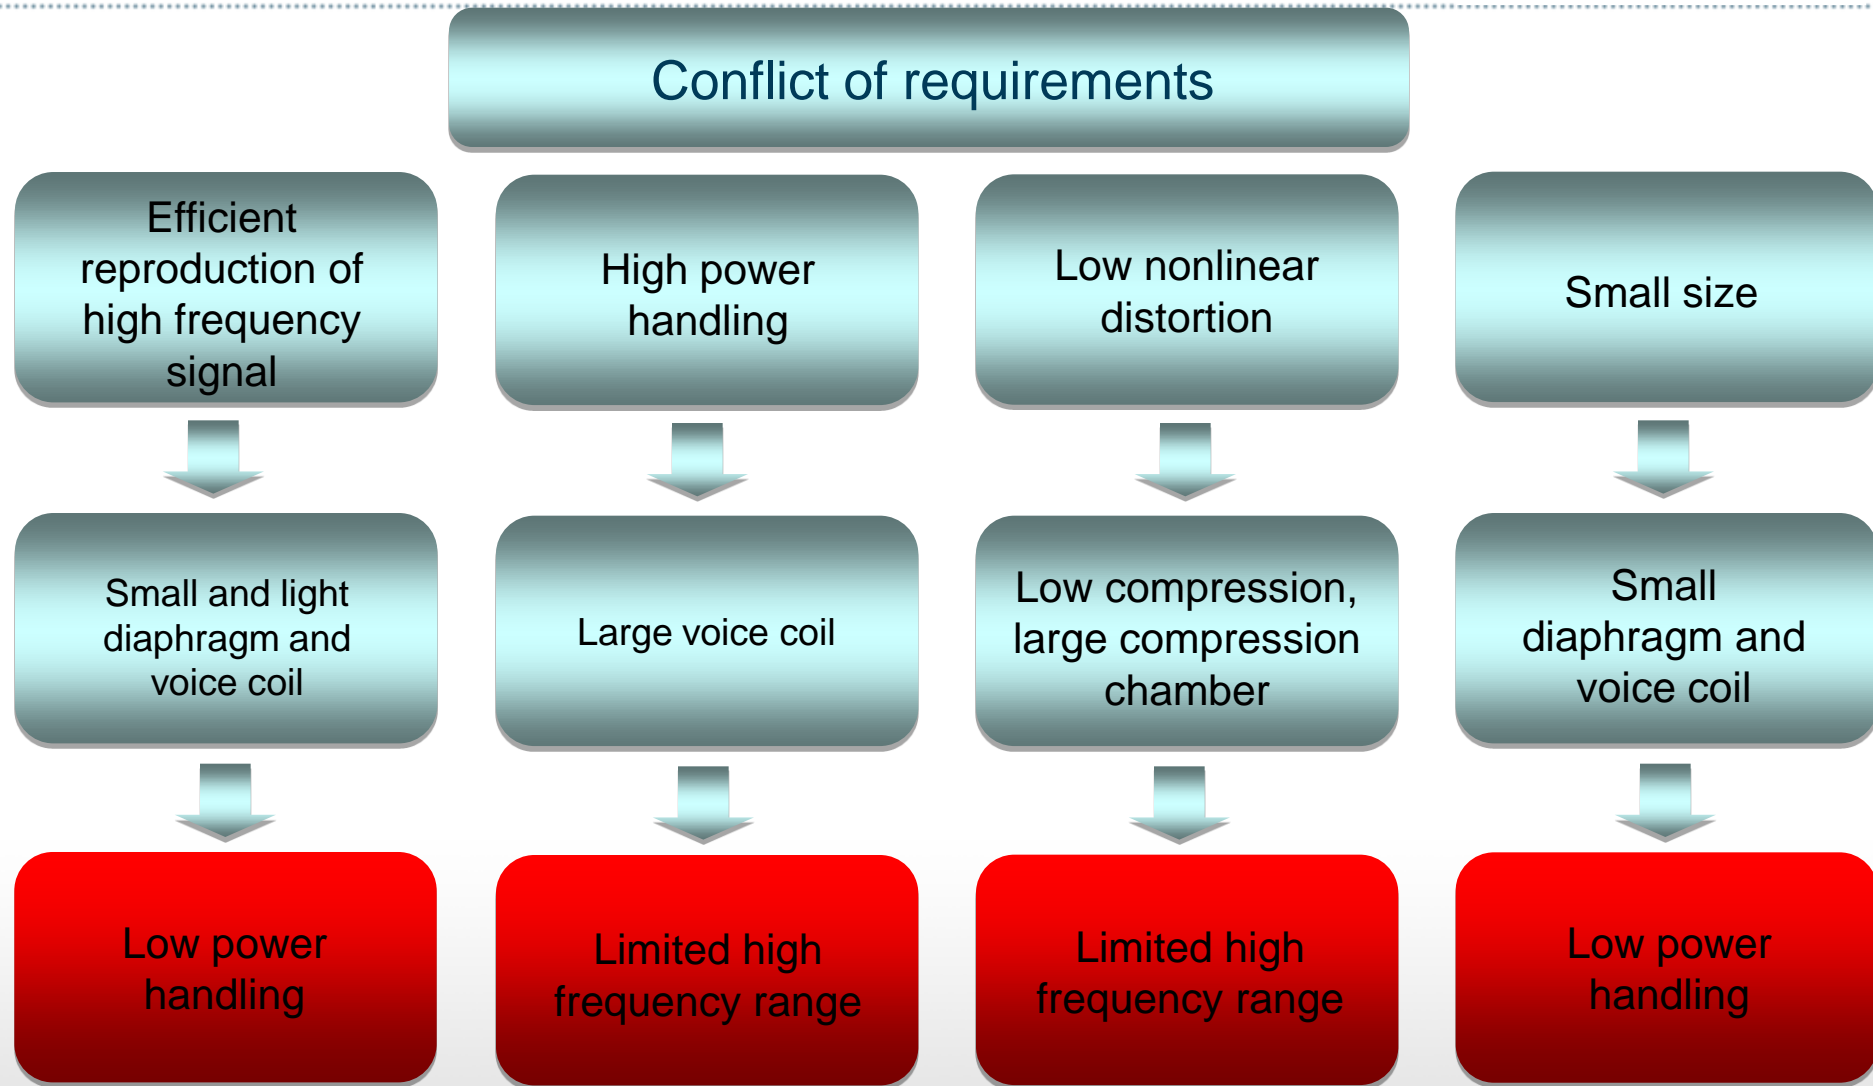 Conflict of requirements
Efficient
reproduction of
high frequency
signal
High power
handling
Low nonlinear
distortion
Small size
Small and light
diaphragm and
voice coil
Large voice coil
Low compression,
large compression
chamber
Small
diaphragm and
voice coil
Low power
handling
Limited high
frequency range
Limited high
frequency range
Low power
handling